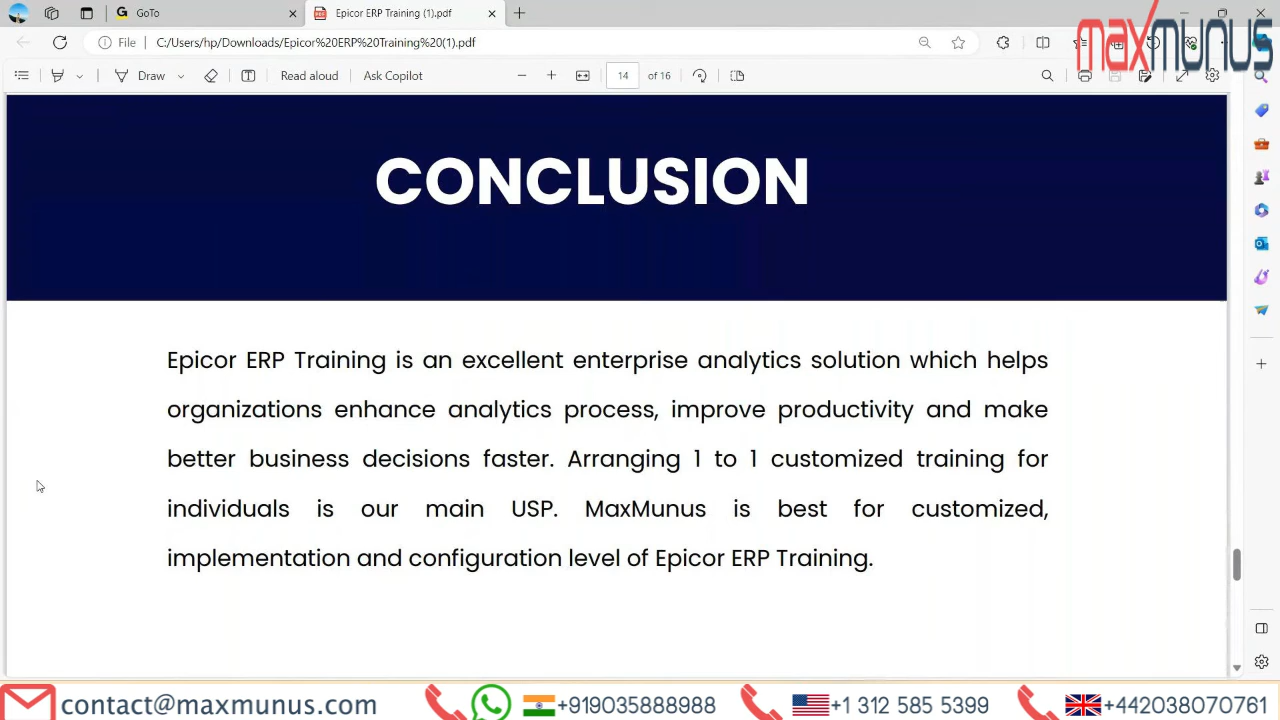 GoTo
Epicor ERP Training (1).pdf
File
C:/Users/hp/Downloads/Epicor%20ERP%20Training%20(1).pdf
maxmunus
Draw
Read aloud
Ask Copilot
14 of 16
CONCLUSION
Epicor ERP Training is an excellent enterprise analytics solution which helps
organizations enhance analytics process, improve productivity and make
better business decisions faster. Arranging 1 to 1 customized training for
individuals is our main USP. MaxMunus is best for customized,
implementation and configuration level of Epicor ERP Training.
contact@maxmunus.com
+919035888988
+1 312 585 5399
+442038070761